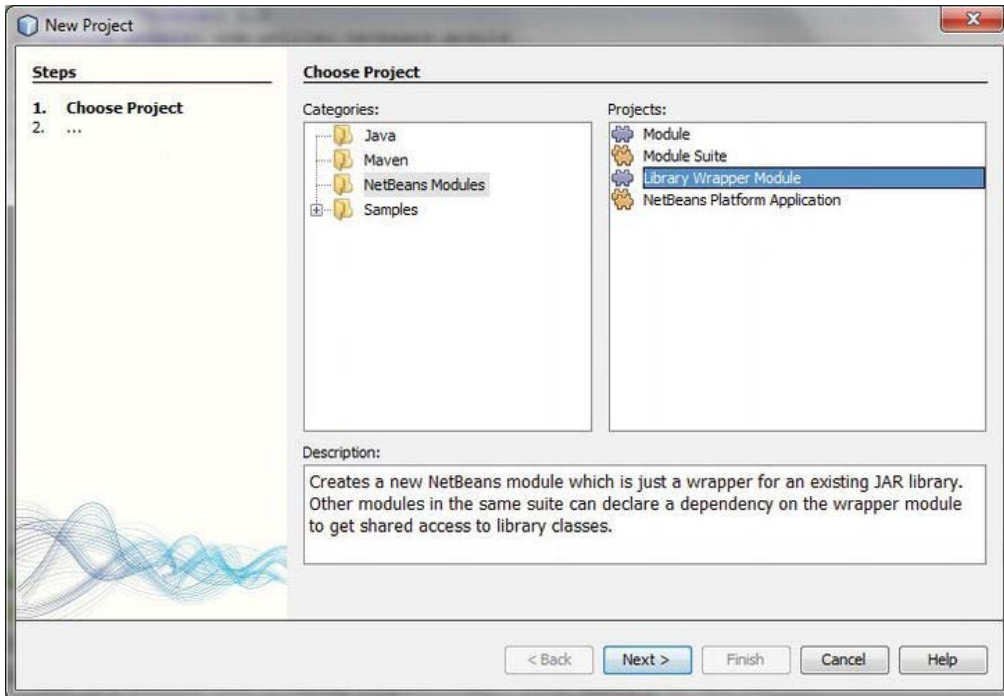 New Project
Steps
1. Choose Project
2. ...
Choose Project
Categories:
Java
Maven
NetBeans Modules
Samples
Projects:
Module
Module Suite
Library Wrapper Module
NetBeans Platform Application
Description:
Creates a new NetBeans module which is just a wrapper for an existing JAR library.
Other modules in the same suite can declare a dependency on the wrapper module
to get shared access to library classes.
< Back
Next >
Finish
Cancel
Help